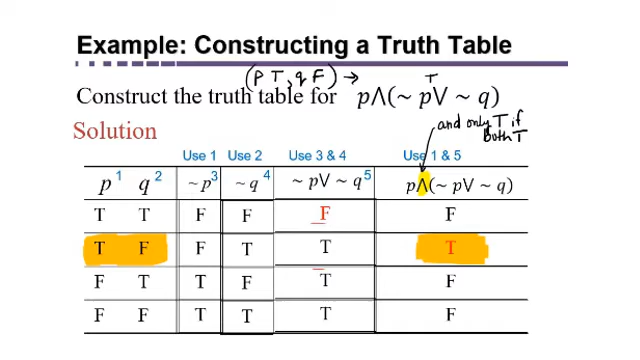 Example: Constructing a Truth Table
(p T, q F) → T
Construct the truth table for p∧(~ p∨ ~ q)
and only T if
both T
Solution
Use 1 Use 2 Use 3 & 4 Use 1 & 5
p 1 q 2 ~p 3 ~q 4 ~ p∨ ~ q 5 p∧(~ p∨ ~ q)
T T F F F F
T F F T T T
F T T F T F
F F T T T F